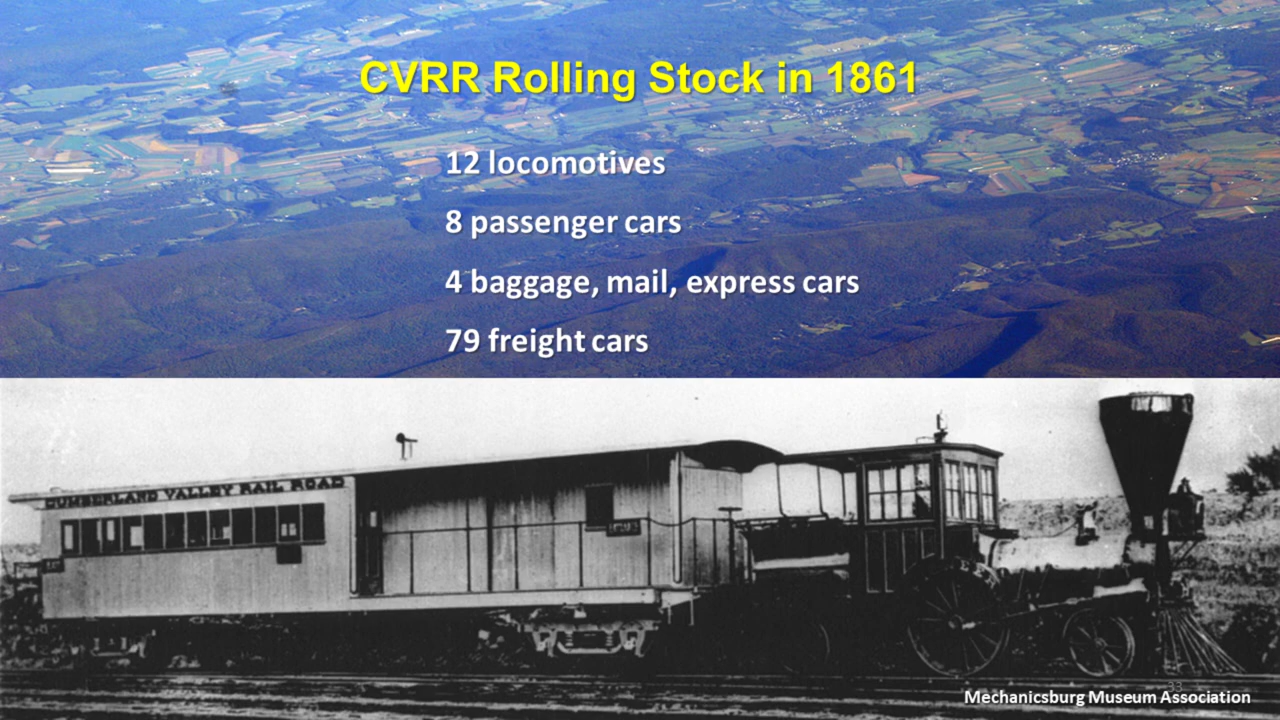 CVRR Rolling Stock in 1861
12 locomotives
8 passenger cars
4 baggage, mail, express cars
79 freight cars
CUMBERLAND VALLEY RAIL ROAD
33
Mechanicsburg Museum Association